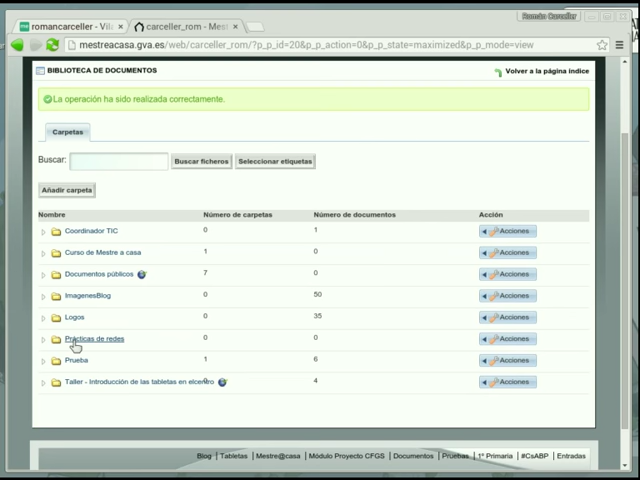 Román Carceller
romancarceller - Vila
carceller_rom - Mest
mestreacasa.gva.es/web/carceller_rom/?p_p_id=20&p_p_action=0&p_p_state=maximized&p_p_mode=view
BIBLIOTECA DE DOCUMENTOS
Volver a la página índice
La operación ha sido realizada correctamente.
Carpetas
Buscar: Buscar ficheros Seleccionar etiquetas
Añadir carpeta
Nombre Número de carpetas Número de documentos Acción
Coordinador TIC 0 1 Acciones
Curso de Mestre a casa 1 0 Acciones
Documentos públicos 7 0 Acciones
ImagenesBlog 0 50 Acciones
Logos 0 35 Acciones
Prácticas de redes 0 0 Acciones
Prueba 1 6 Acciones
Taller - Introducción de las tabletas en elcentro 0 4 Acciones
Blog | Tabletas | Mestre@casa | Módulo Proyecto CFGS | Documentos | Pruebas | 1º Primaria | #CsABP | Entradas